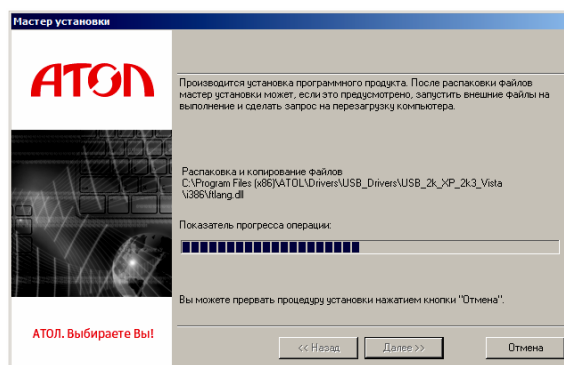 Мастер установки
АТОЛ
Производится установка программного продукта. После распаковки файлов
мастер установки может, если это предусмотрено, запустить внешние файлы на
выполнение и сделать запрос на перезагрузку компьютера.
Распаковка и копирование файлов
C:\Program Files (x86)\ATOL\Drivers\USB_Drivers\USB_2k_XP_2k3_Vista
\i386\ftlang.dll
Показатель прогресса операции:
Вы можете прервать процедуру установки нажатием кнопки "Отмена".
АТОЛ. Выбираете Вы!
<< Назад Далее >> Отмена